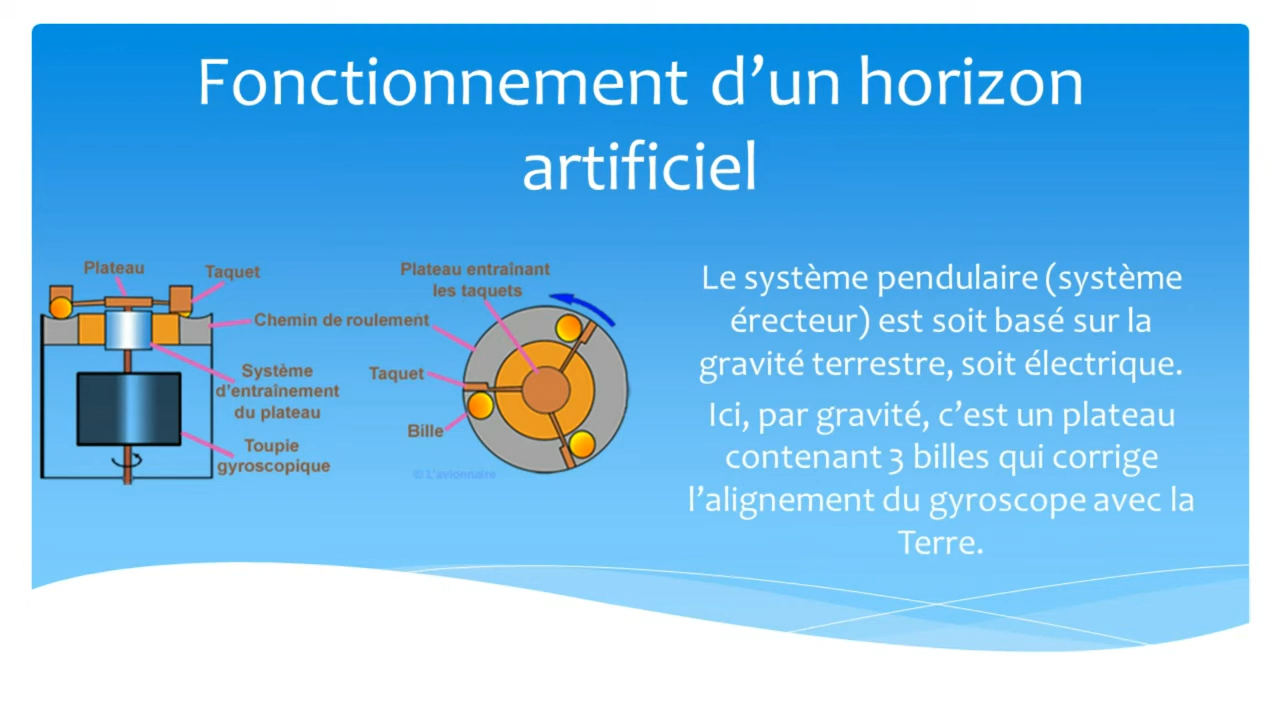 Fonctionnement d’un horizon
artificiel
Plateau
Taquet
Chemin de roulement
Système
d'entraînement
du plateau
Toupie
gyroscopique
Plateau entraînant
les taquets
Taquet
Bille
© L'avionnaire
Le système pendulaire (système
érecteur) est soit basé sur la
gravité terrestre, soit électrique.
Ici, par gravité, c’est un plateau
contenant 3 billes qui corrige
l’alignement du gyroscope avec la
Terre.